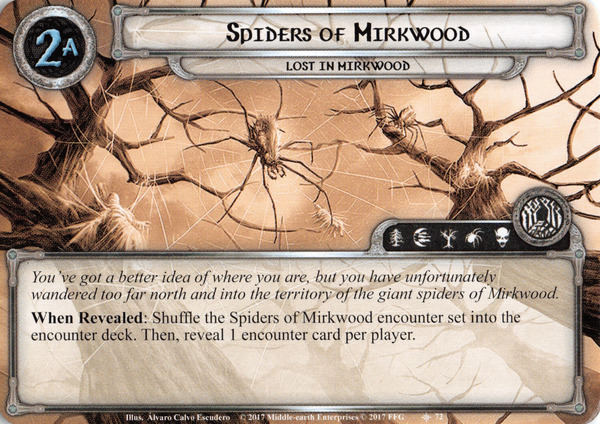 2A
Spiders of Mirkwood
Lost in Mirkwood
You've got a better idea of where you are, but you have unfortunately
wandered too far north and into the territory of the giant spiders of Mirkwood.
When Revealed: Shuffle the Spiders of Mirkwood encounter set into the
encounter deck. Then, reveal 1 encounter card per player.
Illus. Álvaro Calvo Escudero © 2017 Middle-earth Enterprises © 2017 FFG 72